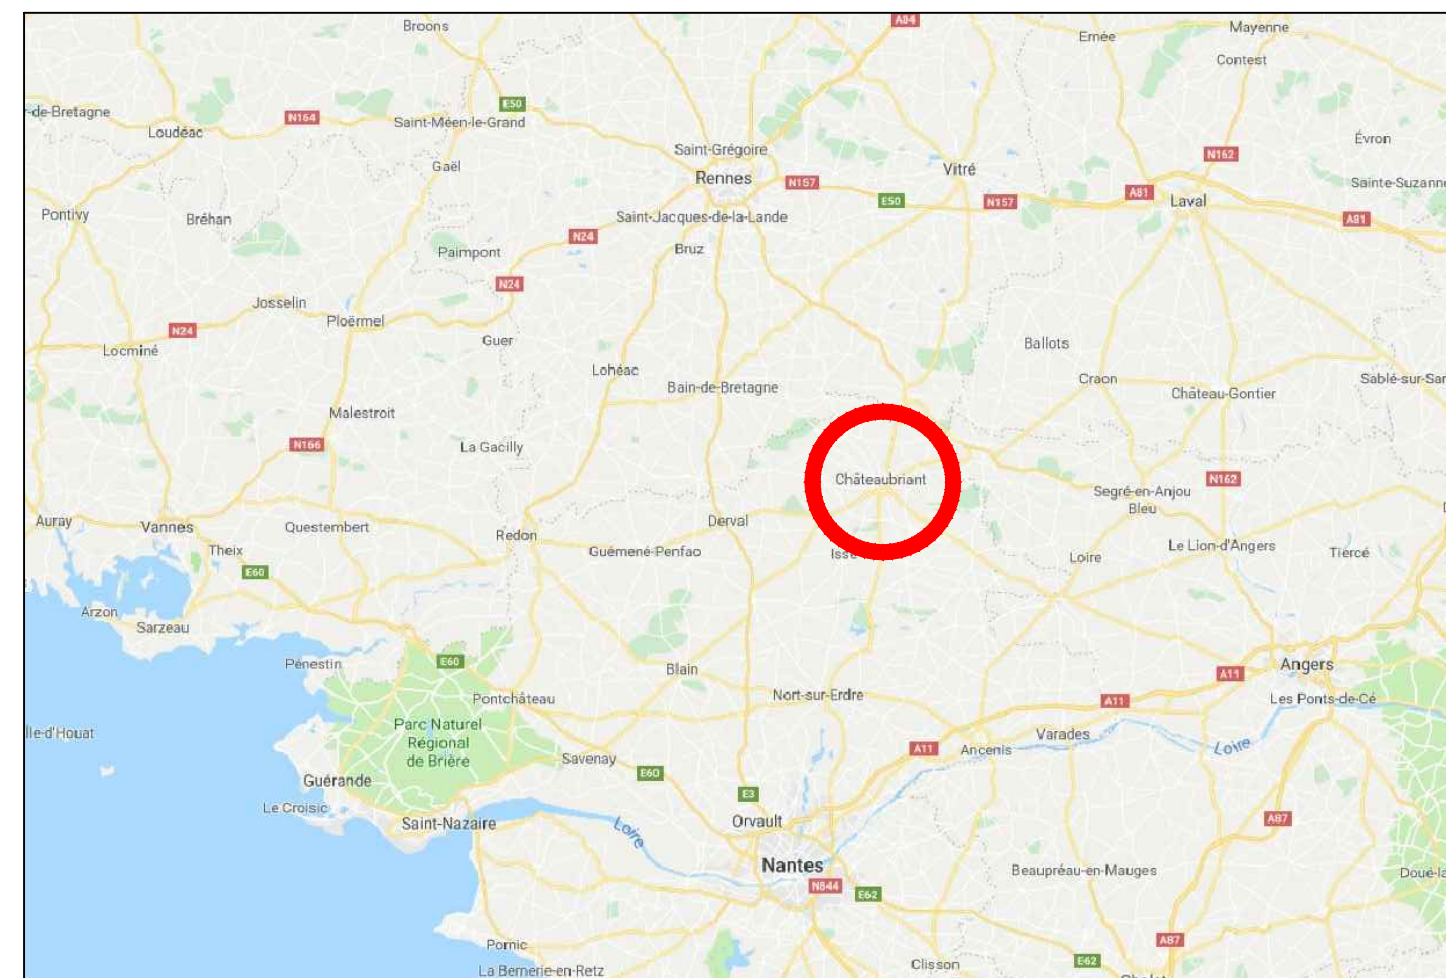 Broons
A84
Ernée
Mayenne
Contest
-de-Bretagne
Loudéac
N164
Saint-Méen-le-Grand
E50
Gaël
Saint-Grégoire
Rennes
N157
Vitré
N162
Évron
Sainte-Suzanne
Pontivy
Bréhan
Saint-Jacques-de-la-Lande
E50
N157
A81
Laval
A81
Paimpont
N24
Bruz
N24
Josselin
Ploërmel
N24
Locminé
Guer
Lohéac
Bain-de-Bretagne
Ballots
Craon
Château-Gontier
Sablé-sur-Sar
Malestroit
N166
La Gacilly
Châteaubriant
N162
Segré-en-Anjou
Bleu
Auray
Vannes
Questembert
Redon
Derval
Theix
E60
Guémené-Penfao
Issé
Loire
Le Lion-d'Angers
Tiercé
Arzon
Sarzeau
Pénestin
E60
Blain
A11
Angers
Pontchâteau
Nort-sur-Erdre
A11
Les Ponts-de-Cé
Ile-d'Houat
Parc Naturel
Régional
de Brière
Savenay
E60
A11
Ancenis
Varades
Loire
Guérande
E3
Le Croisic
Saint-Nazaire
Loire
Orvault
A87
Nantes
N844
E62
Beaupréau-en-Mauges
Doué-la
Pornic
A87
La Bernerie-en-Retz
Clisson
E62
Cholet